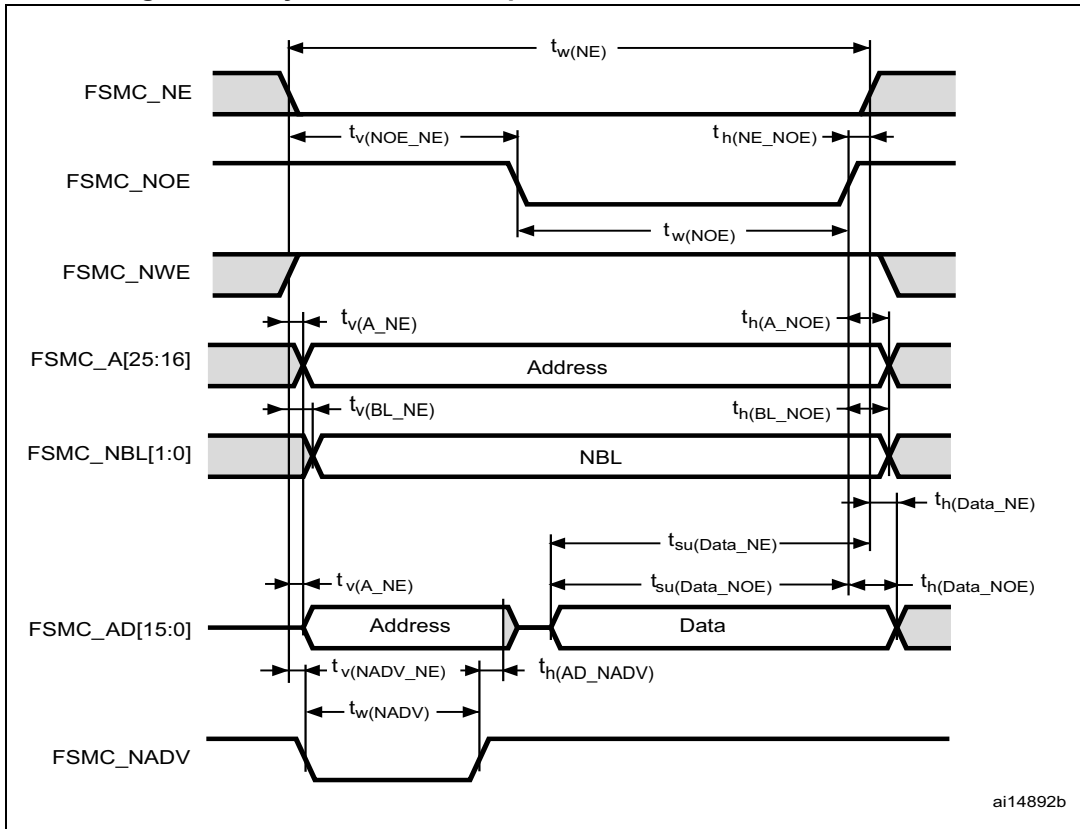 tw(NE)
FSMC_NE
tv(NOE_NE)
th(NE_NOE)
FSMC_NOE
tw(NOE)
FSMC_NWE
tv(A_NE)
th(A_NOE)
FSMC_A[25:16]
Address
tv(BL_NE)
th(BL_NOE)
FSMC_NBL[1:0]
NBL
th(Data_NE)
tsu(Data_NE)
tv(A_NE)
tsu(Data_NOE)
th(Data_NOE)
FSMC_AD[15:0]
Address
Data
tv(NADV_NE)
th(AD_NADV)
tw(NADV)
FSMC_NADV
ai14892b